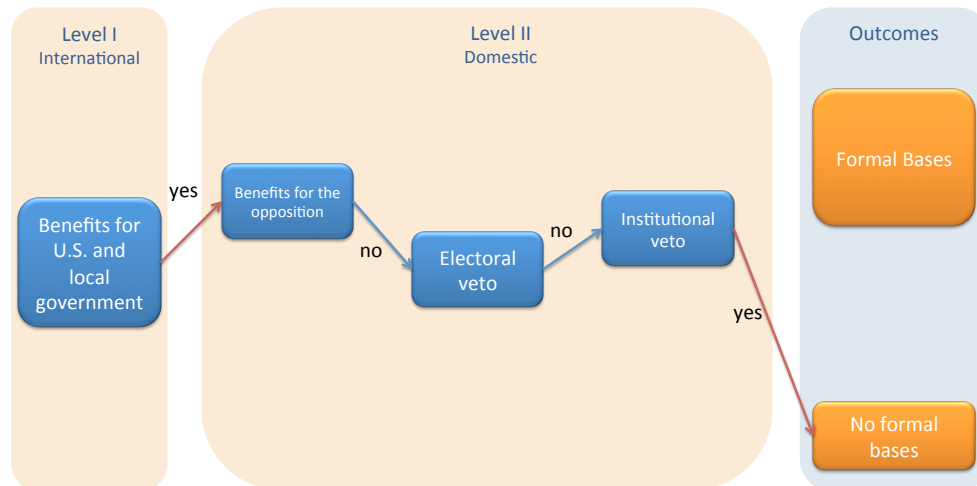 Level I
International
Level II
Domestic
Outcomes
Formal Bases
yes
Benefits for the
opposition
Benefits for
U.S. and
local
government
no
Electoral
veto
no
Institutional
veto
yes
No formal
bases